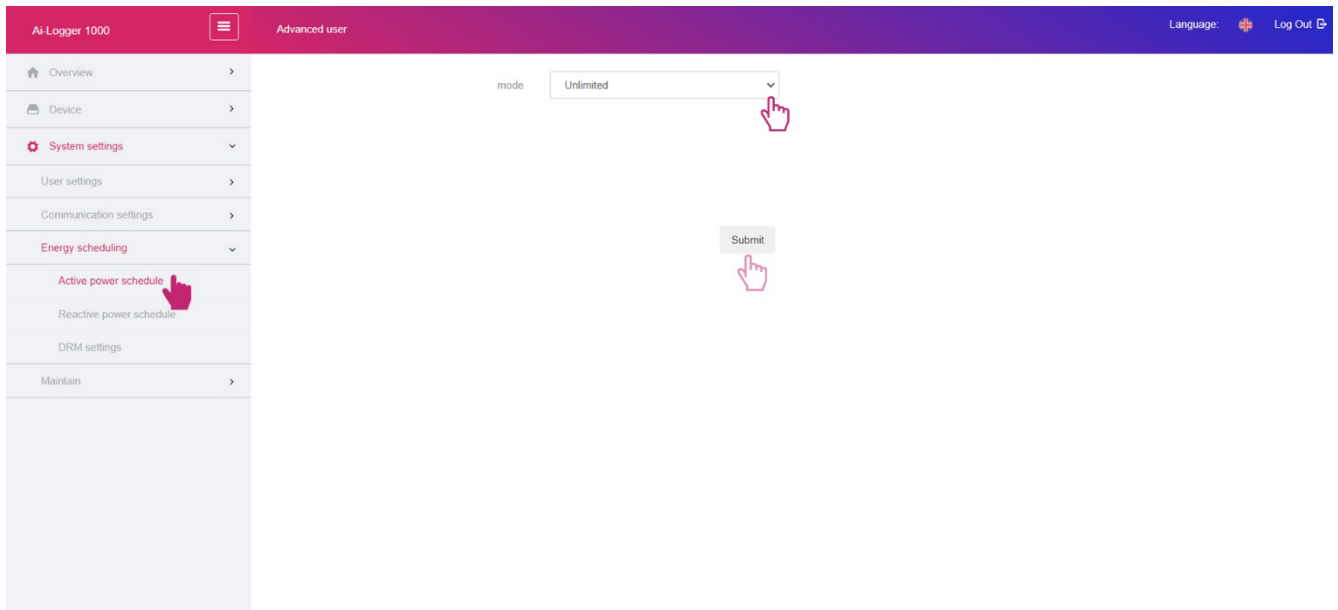 Ai-Logger 1000
Advanced user
Language:
Log Out
Overview
Device
System settings
User settings
Communication settings
Energy scheduling
Active power schedule
Reactive power schedule
DRM settings
Maintain
mode
Unlimited
Submit